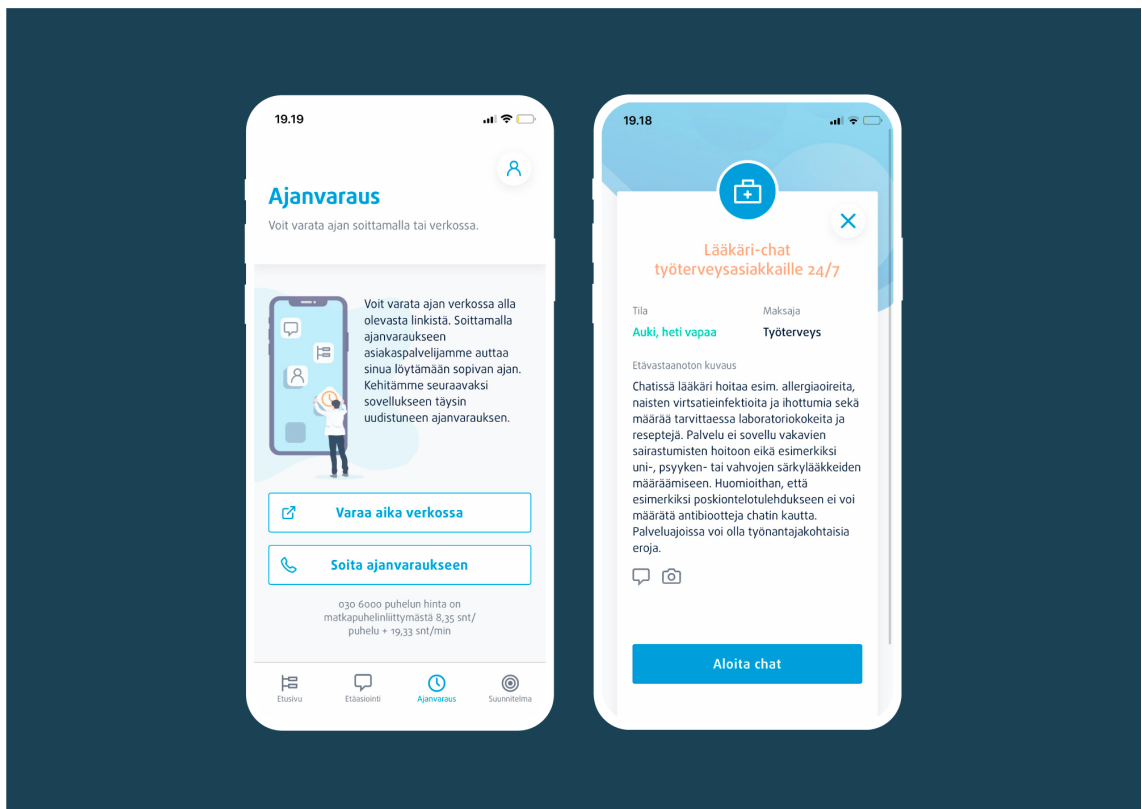 19.19
Ajanvaraus
Voit varata ajan soittamalla tai verkossa.
Voit varata ajan verkossa alla
olevasta linkistä. Soittamalla
ajanvaraukseen
asiakaspalvelijamme auttaa
sinua löytämään sopivan ajan.
Kehitämme seuraavaksi
sovellukseen täysin
uudistuneen ajanvarauksen.
Varaa aika verkossa
Soita ajanvaraukseen
030 6000 puhelun hinta on
matkapuhelinliittymästä 8,35 snt/
puhelu + 19,33 snt/min
Etusivu
Etäasiointi
Ajanvaraus
Suunnitelma
19.18
Lääkäri-chat
työterveysasiakkaille 24/7
Tila
Maksaja
Auki, heti vapaa
Työterveys
Etävastaanoton kuvaus
Chatissä lääkäri hoitaa esim. allergiaoireita,
naisten virtsatieinfektioita ja ihottumia sekä
määrää tarvittaessa laboratoriokokeita ja
reseptejä. Palvelu ei sovellu vakavien
sairastumisten hoitoon eikä esimerkiksi
uni-, psyyken- tai vahvojen särkylääkkeiden
määräämiseen. Huomioithan, että
esimerkiksi poskiontelotulehdukseen ei voi
määrätä antibiootteja chatin kautta.
Palveluajoissa voi olla työnantajakohtaisia
eroja.
Aloita chat